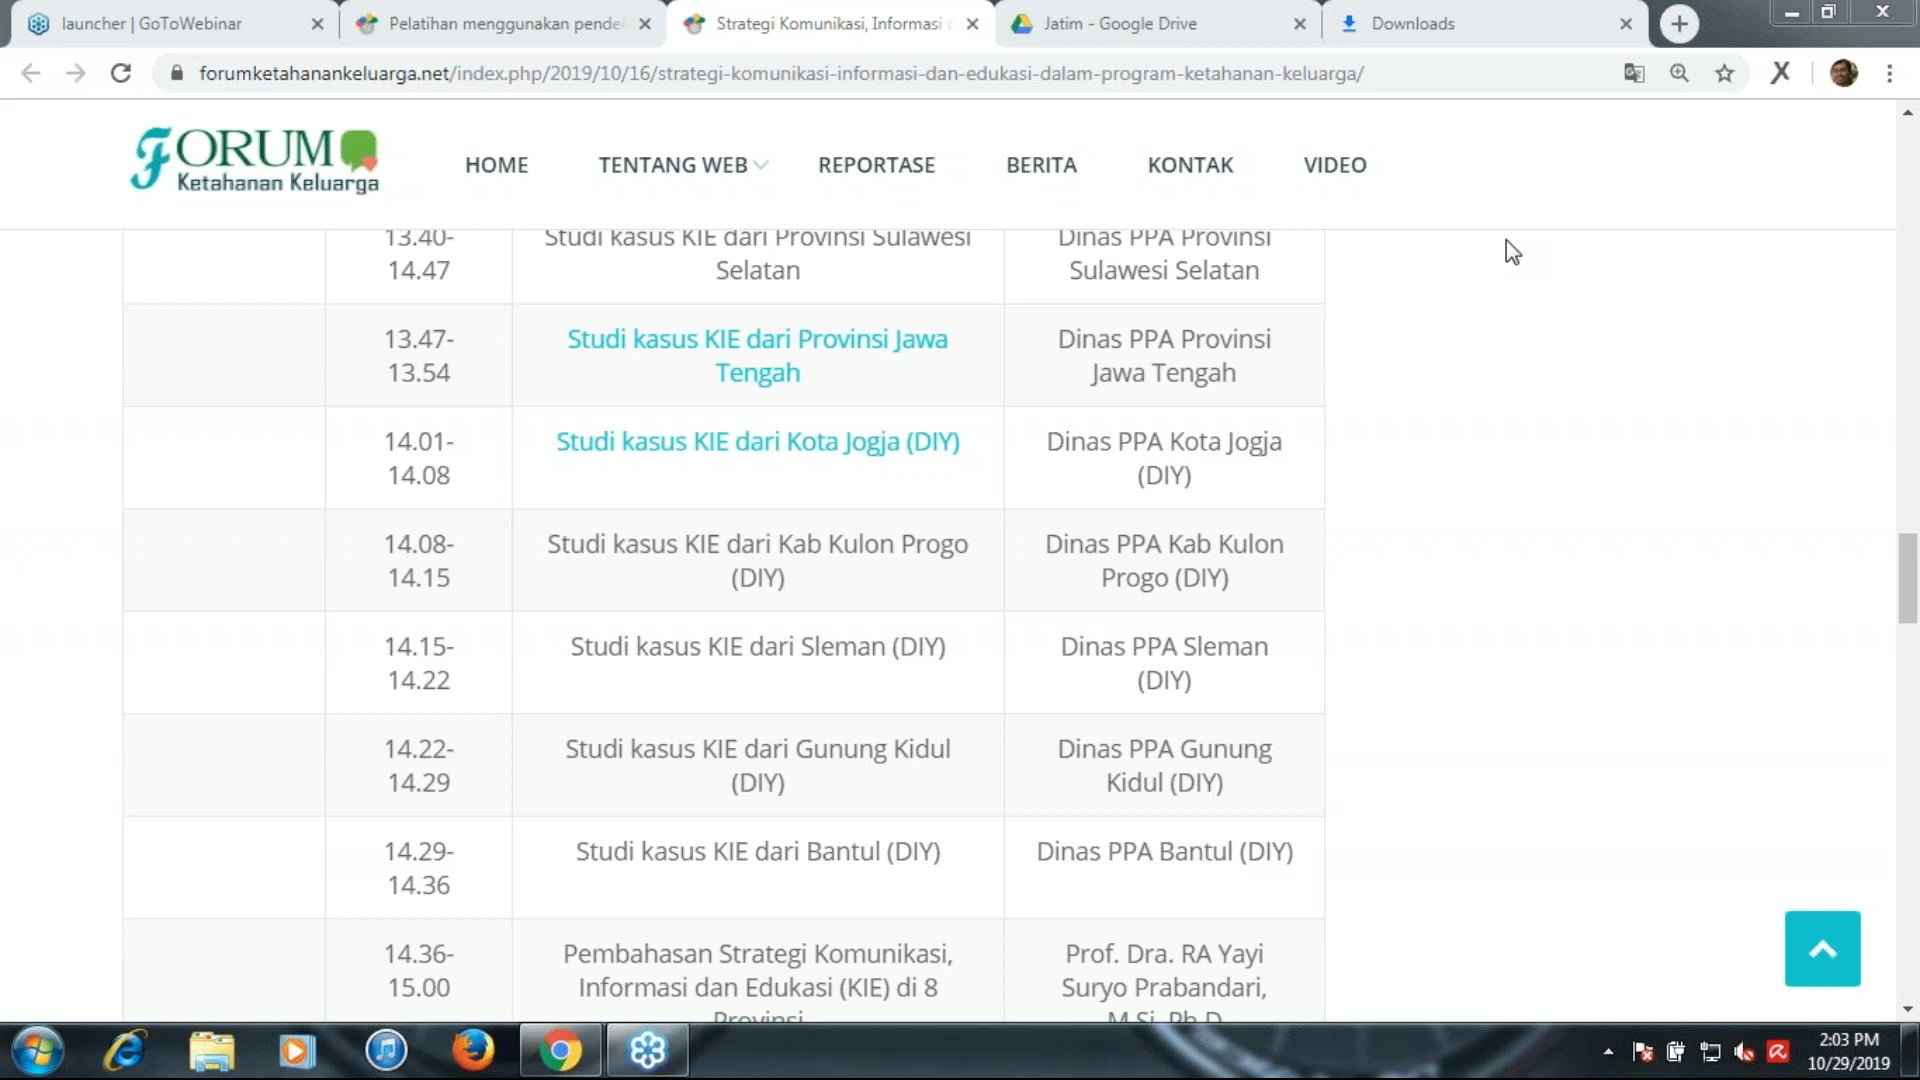 launcher | GoToWebinar
Pelatihan menggunakan pende
Strategi Komunikasi, Informasi
Jatim - Google Drive
Downloads
forumketahanankeluarga.net/index.php/2019/10/16/strategi-komunikasi-informasi-dan-edukasi-dalam-program-ketahanan-keluarga/
FORUM
Ketahanan Keluarga
HOME
TENTANG WEB
REPORTASE
BERITA
KONTAK
VIDEO
13.40-
14.47
Studi kasus KIE dari Provinsi Sulawesi
Selatan
Dinas PPA Provinsi
Sulawesi Selatan
13.47-
13.54
Studi kasus KIE dari Provinsi Jawa
Tengah
Dinas PPA Provinsi
Jawa Tengah
14.01-
14.08
Studi kasus KIE dari Kota Jogja (DIY)
Dinas PPA Kota Jogja
(DIY)
14.08-
14.15
Studi kasus KIE dari Kab Kulon Progo
(DIY)
Dinas PPA Kab Kulon
Progo (DIY)
14.15-
14.22
Studi kasus KIE dari Sleman (DIY)
Dinas PPA Sleman
(DIY)
14.22-
14.29
Studi kasus KIE dari Gunung Kidul
(DIY)
Dinas PPA Gunung
Kidul (DIY)
14.29-
14.36
Studi kasus KIE dari Bantul (DIY)
Dinas PPA Bantul (DIY)
14.36-
15.00
Pembahasan Strategi Komunikasi,
Informasi dan Edukasi (KIE) di 8
Provinsi
Prof. Dra. RA Yayi
Suryo Prabandari,
M.Si, Ph.D
2:03 PM
10/29/2019